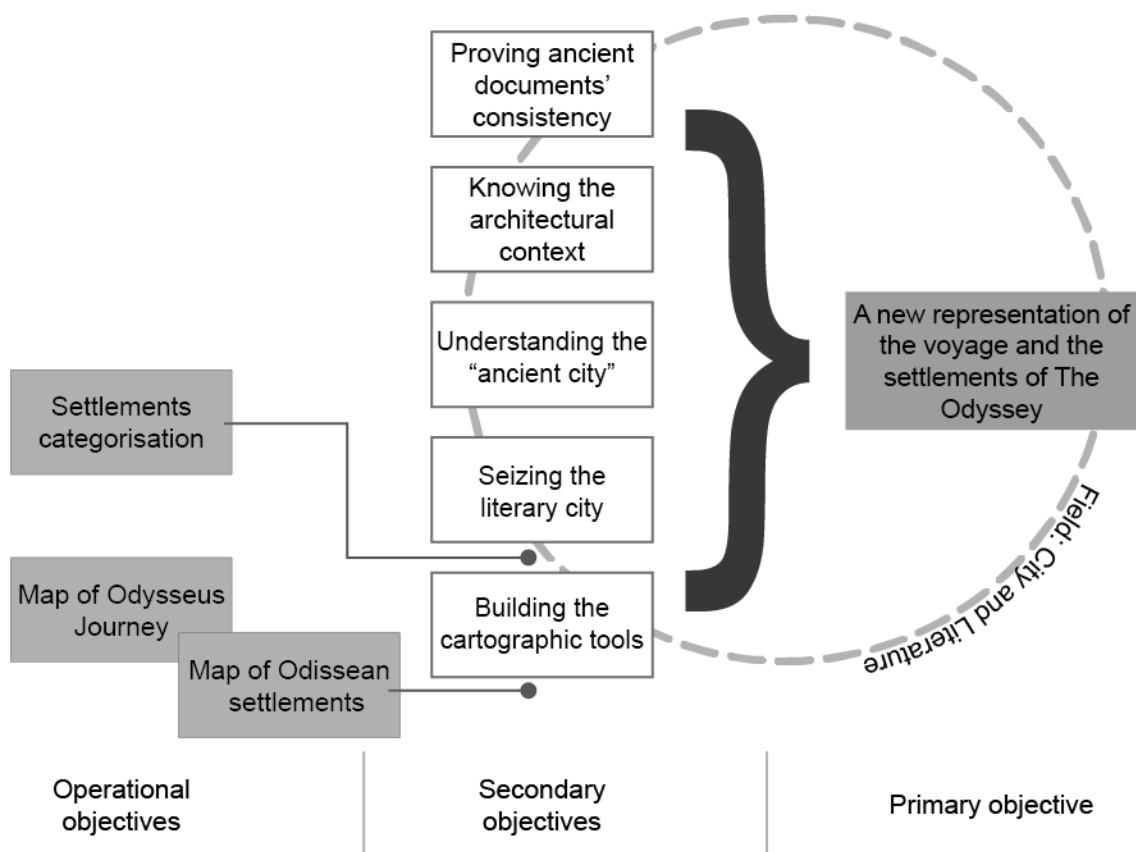 Proving ancient
documents’
consistency
Knowing the
architectural
context
Understanding the
“ancient city”
Seizing the
literary city
Building the
cartographic tools
Settlements
categorisation
Map of Odysseus
Journey
Map of Odissean
settlements
A new representation of
the voyage and the
settlements of The
Odyssey
Field: City and Literature
Operational
objectives
Secondary
objectives
Primary objective